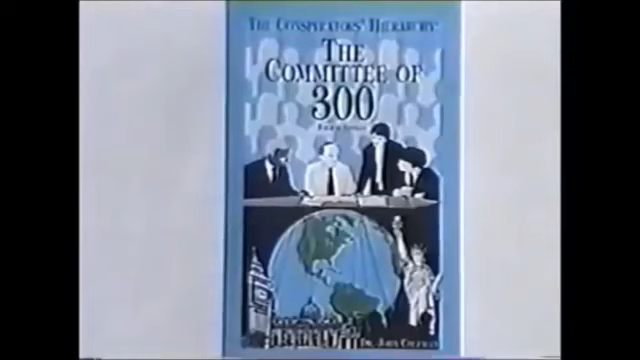 THE CONSPIRATORS' HIERARCHY:
THE
COMMITTEE OF
300
DR. JOHN COLEMAN